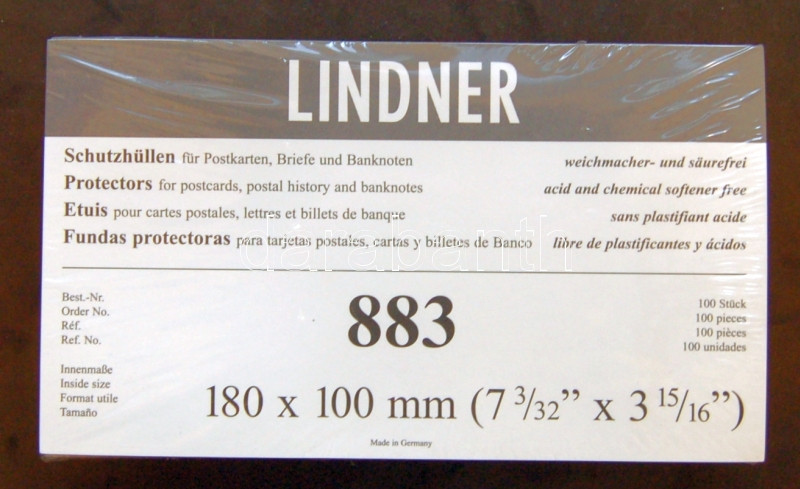 LINDNER
Schutzhüllen für Postkarten, Briefe und Banknoten weichmacher- und säurefrei
Protectors for postcards, postal history and banknotes acid and chemical softener free
Etuis pour cartes postales, lettres et billets de banque sans plastifiant acide
Fundas protectoras para tarjetas postales, cartas y billetes de Banco libre de plastificantes y ácidos
darabanth
Best.-Nr.
Order No.
Réf.
Ref. No.
883
100 Stück
100 pieces
100 pièces
100 unidades
Innenmaße
Inside size
Format utile
Tamaño
180 x 100 mm (7 3/32” x 3 15/16”)
Made in Germany